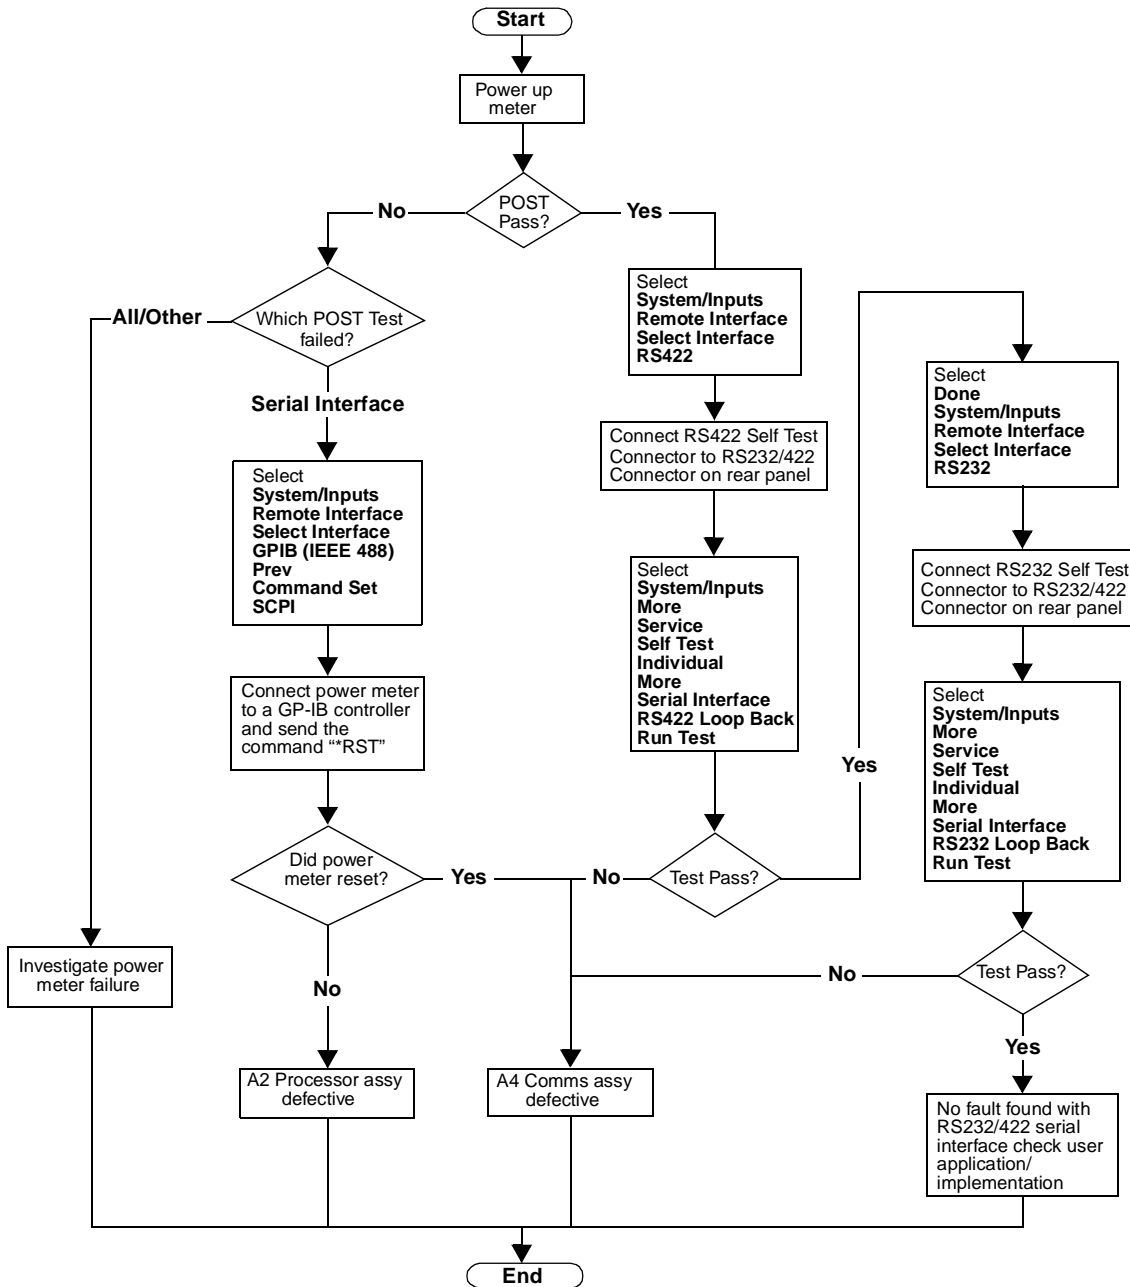 Start
Power up
meter
POST
Pass?
No
Yes
Which POST Test
failed?
All/Other
Serial Interface
Select
System/Inputs
Remote Interface
Select Interface
GPIB (IEEE 488)
Prev
Command Set
SCPI
Connect power meter
to a GP-IB controller
and send the
command “*RST”
Did power
meter reset?
Yes
No
Investigate power
meter failure
A2 Processor assy
defective
A4 Comms assy
defective
Select
System/Inputs
Remote Interface
Select Interface
RS422
Connect RS422 Self Test
Connector to RS232/422
Connector on rear panel
Select
System/Inputs
More
Service
Self Test
Individual
More
Serial Interface
RS422 Loop Back
Run Test
Test Pass?
No
Yes
Select
Done
System/Inputs
Remote Interface
Select Interface
RS232
Connect RS232 Self Test
Connector to RS232/422
Connector on rear panel
Select
System/Inputs
More
Service
Self Test
Individual
More
Serial Interface
RS232 Loop Back
Run Test
Test Pass?
No
Yes
No fault found with
RS232/422 serial
interface check user
application/
implementation
End